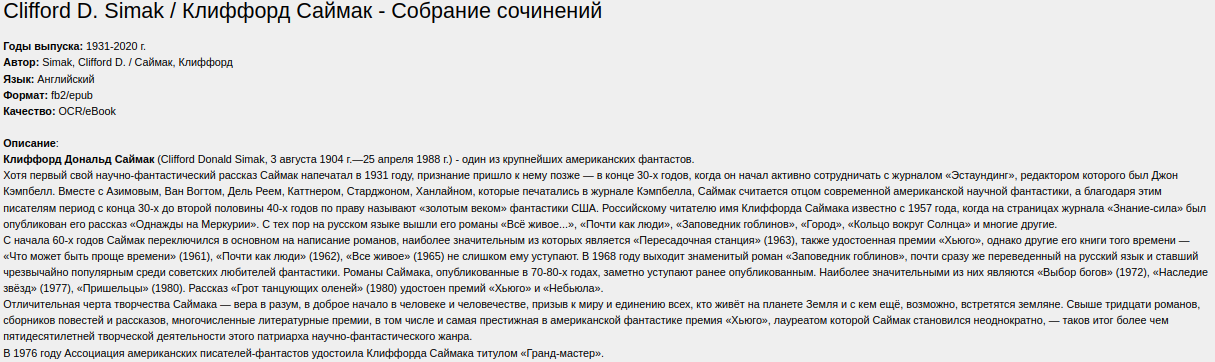 Clifford D. Simak / Клиффорд Саймак - Собрание сочинений
Годы выпуска: 1931-2020 г.
Автор: Simak, Clifford D. / Саймак, Клиффорд
Язык: Английский
Формат: fb2/epub
Качество: OCR/eBook
Описание:
Клиффорд Дональд Саймак (Clifford Donald Simak, 3 августа 1904 г.—25 апреля 1988 г.) - один из крупнейших американских фантастов.
Хотя первый свой научно-фантастический рассказ Саймак напечатал в 1931 году, признание пришло к нему позже — в конце 30-х годов, когда он начал активно сотрудничать с журналом «Эстаундинг», редактором которого был Джон
Кэмпбелл. Вместе с Азимовым, Ван Вогтом, Дель Реем, Каттнером, Старджоном, Ханлайном, которые печатались в журнале Кэмпбелла, Саймак считается отцом современной американской научной фантастики, а благодаря этим
писателям период с конца 30-х до второй половины 40-х годов по праву называют «золотым веком» фантастики США. Российскому читателю имя Клиффорда Саймака известно с 1957 года, когда на страницах журнала «Знание-сила» был
опубликован его рассказ «Однажды на Меркурии». С тех пор на русском языке вышли его романы «Всё живое...», «Почти как люди», «Заповедник гоблинов», «Город», «Кольцо вокруг Солнца» и многие другие.
С начала 60-х годов Саймак переключился в основном на написание романов, наиболее значительным из которых является «Пересадочная станция» (1963), также удостоенная премии «Хьюго», однако другие его книги того времени —
«Что может быть проще времени» (1961), «Почти как люди» (1962), «Все живое» (1965) не слишком ему уступают. В 1968 году выходит знаменитый роман «Заповедник гоблинов», почти сразу же переведенный на русский язык и ставший
чрезвычайно популярным среди советских любителей фантастики. Романы Саймака, опубликованные в 70-80-х годах, заметно уступают ранее опубликованным. Наиболее значительными из них являются «Выбор богов» (1972), «Наследие
звёзд» (1977), «Пришельцы» (1980). Рассказ «Грот танцующих оленей» (1980) удостоен премий «Хьюго» и «Небьюла».
Отличительная черта творчества Саймака — вера в разум, в доброе начало в человеке и человечестве, призыв к миру и единению всех, кто живёт на планете Земля и с кем ещё, возможно, встретятся земляне. Свыше тридцати романов,
сборников повестей и рассказов, многочисленные литературные премии, в том числе и самая престижная в американской фантастике премия «Хьюго», лауреатом которой Саймак становился неоднократно, — таков итог более чем
пятидесятилетней творческой деятельности этого патриарха научно-фантастического жанра.
В 1976 году Ассоциация американских писателей-фантастов удостоила Клиффорда Саймака титулом «Гранд-мастер».